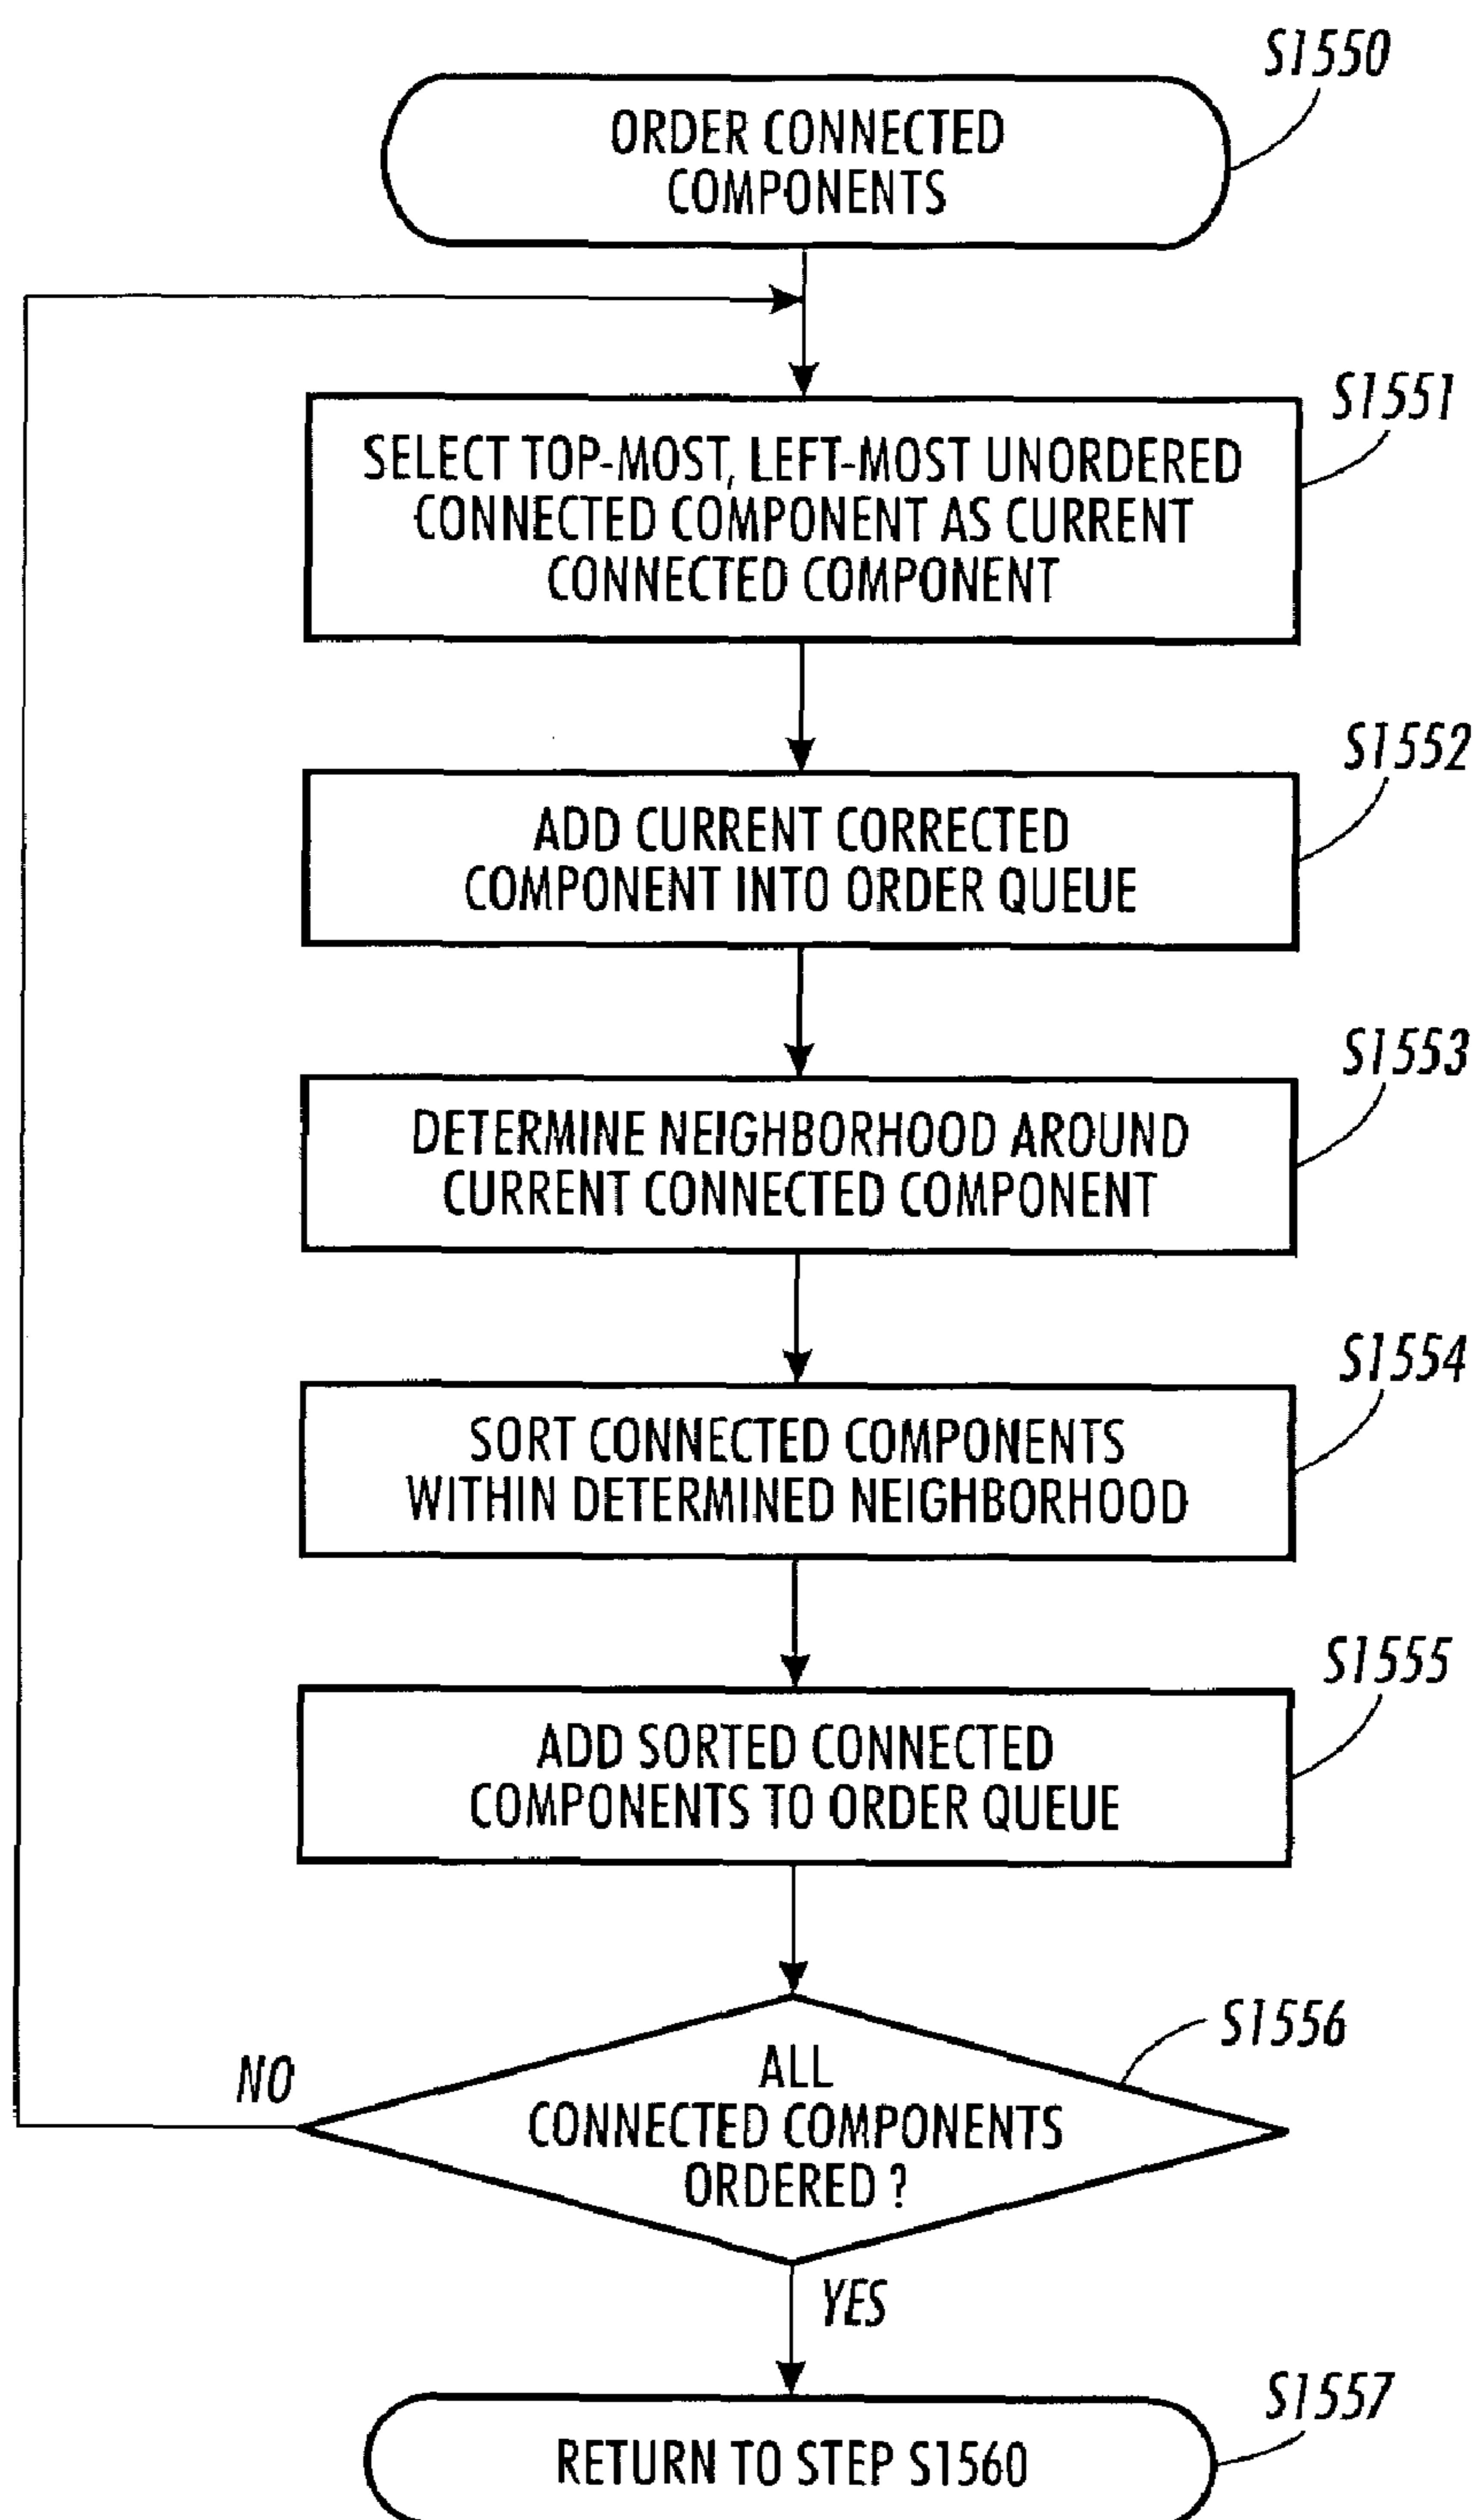 S1550
ORDER CONNECTED
COMPONENTS
S1551
SELECT TOP-MOST, LEFT-MOST UNORDERED
CONNECTED COMPONENT AS CURRENT
CONNECTED COMPONENT
S1552
ADD CURRENT CORRECTED
COMPONENT INTO ORDER QUEUE
S1553
DETERMINE NEIGHBORHOOD AROUND
CURRENT CONNECTED COMPONENT
S1554
SORT CONNECTED COMPONENTS
WITHIN DETERMINED NEIGHBORHOOD
S1555
ADD SORTED CONNECTED
COMPONENTS TO ORDER QUEUE
S1556
NO
ALL
CONNECTED COMPONENTS
ORDERED ?
YES
S1557
RETURN TO STEP S1560